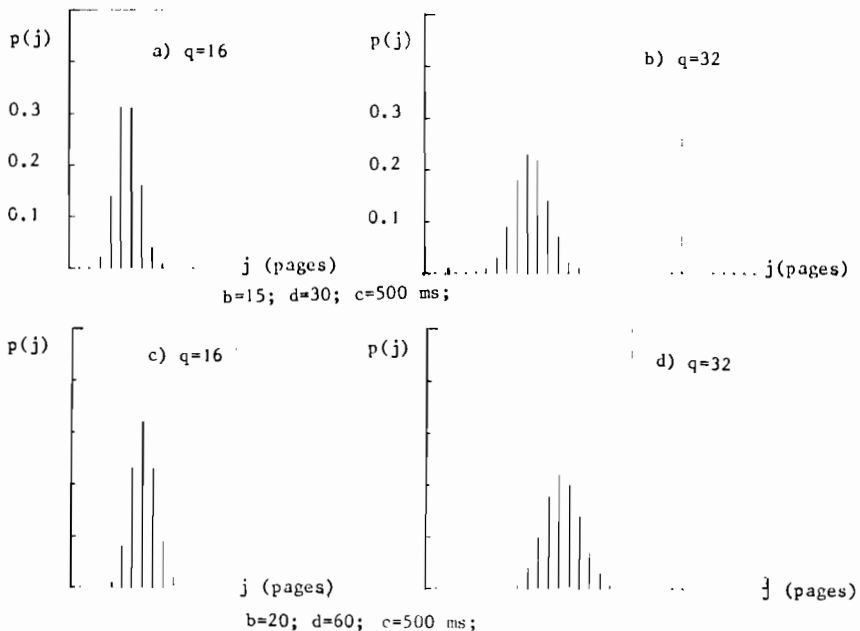 p(j)
a) q=16
0.3
0.2
0.1
j (pages)
p(j)
b) q=32
0.3
0.2
0.1
j(pages)
b=15; d=30; c=500 ms;
p(j)
c) q=16
j (pages)
p(j)
d) q=32
j (pages)
b=20; d=60; c=500 ms;